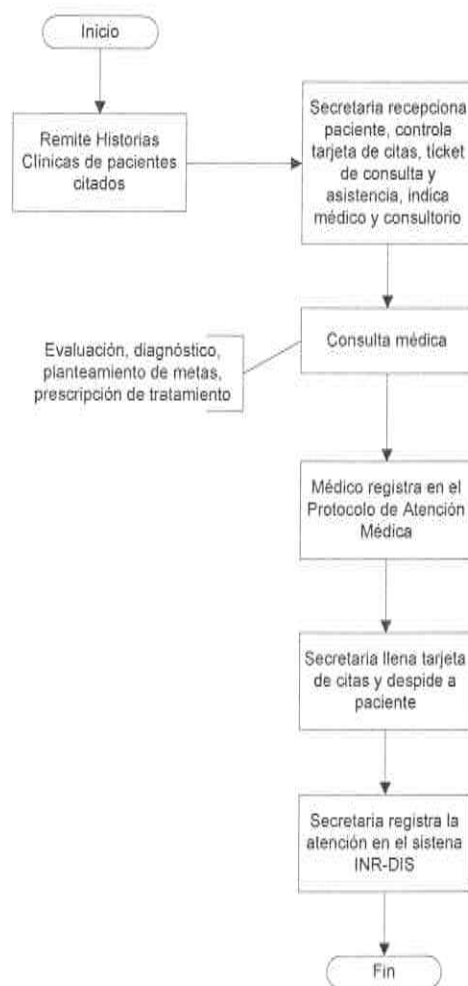 Inicio
Remite Historias
Clínicas de pacientes
citados
Secretaria recepciona
paciente, controla
tarjeta de citas, ticket
de consulta y
asistencia, indica
médico y consultorio
Consulta médica
Evaluación, diagnóstico,
planteamiento de metas,
prescripción de tratamiento
Médico registra en el
Protocolo de Atención
Médica
Secretaria llena tarjeta
de citas y despide a
paciente
Secretaria registra la
atención en el sistena
INR-DIS
Fin